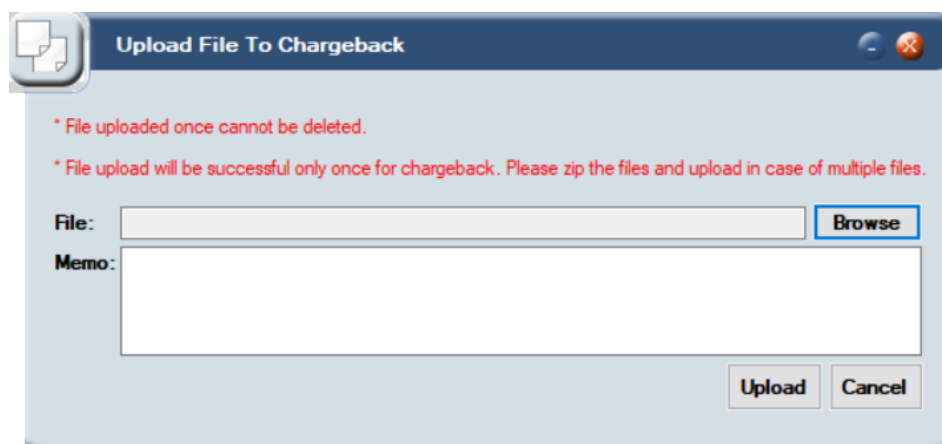 Upload File To Chargeback
* File uploaded once cannot be deleted.
* File upload will be successful only once for chargeback. Please zip the files and upload in case of multiple files.
File: Browse
Memo:
Upload Cancel